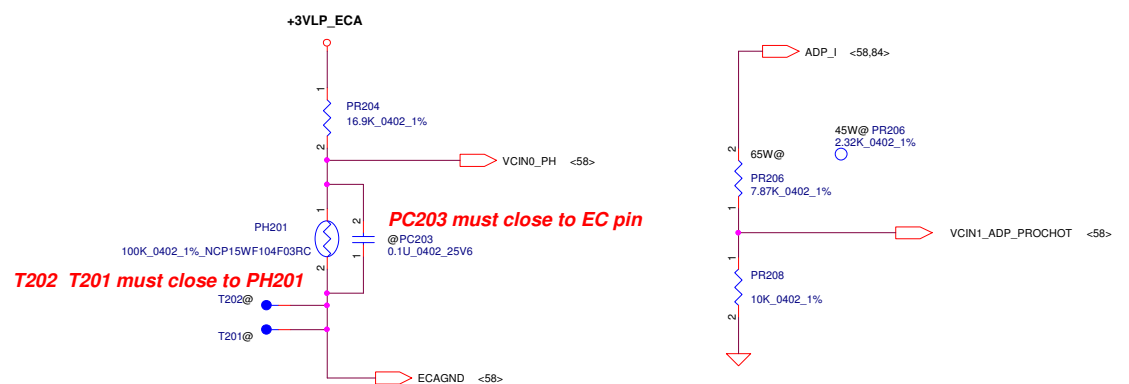 +3VLP_ECA
1
PR204
16.9K_0402_1%
2
VCIN0_PH <58>
1
PH201
100K_0402_1%_NCP15WF104F03RC
2
2
@PC203
0.1U_0402_25V6
1
PC203 must close to EC pin
T202 T201 must close to PH201
T202@
T201@
ECAGND <58>
ADP_I <58,84>
45W@ PR206
2.32K_0402_1%
65W@
2
PR206
7.87K_0402_1%
1
VCIN1_ADP_PROCHOT <58>
1
PR208
10K_0402_1%
2